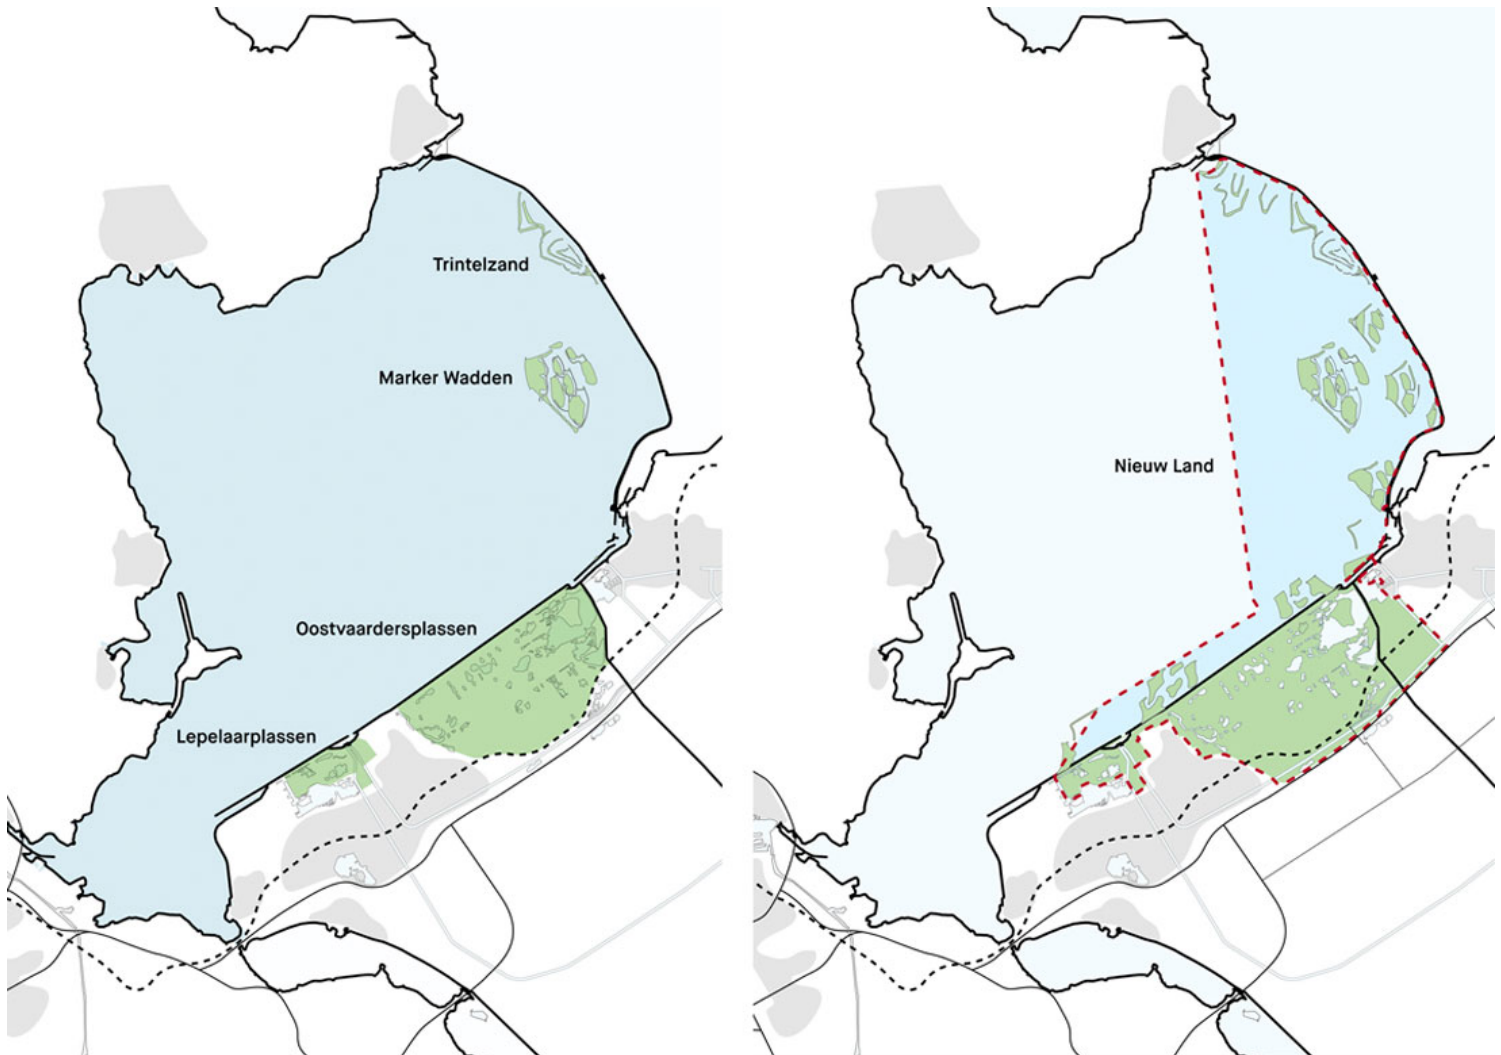 Trintelzand
Marker Wadden
Oostvaardersplassen
Lepelaarplassen
Nieuw Land